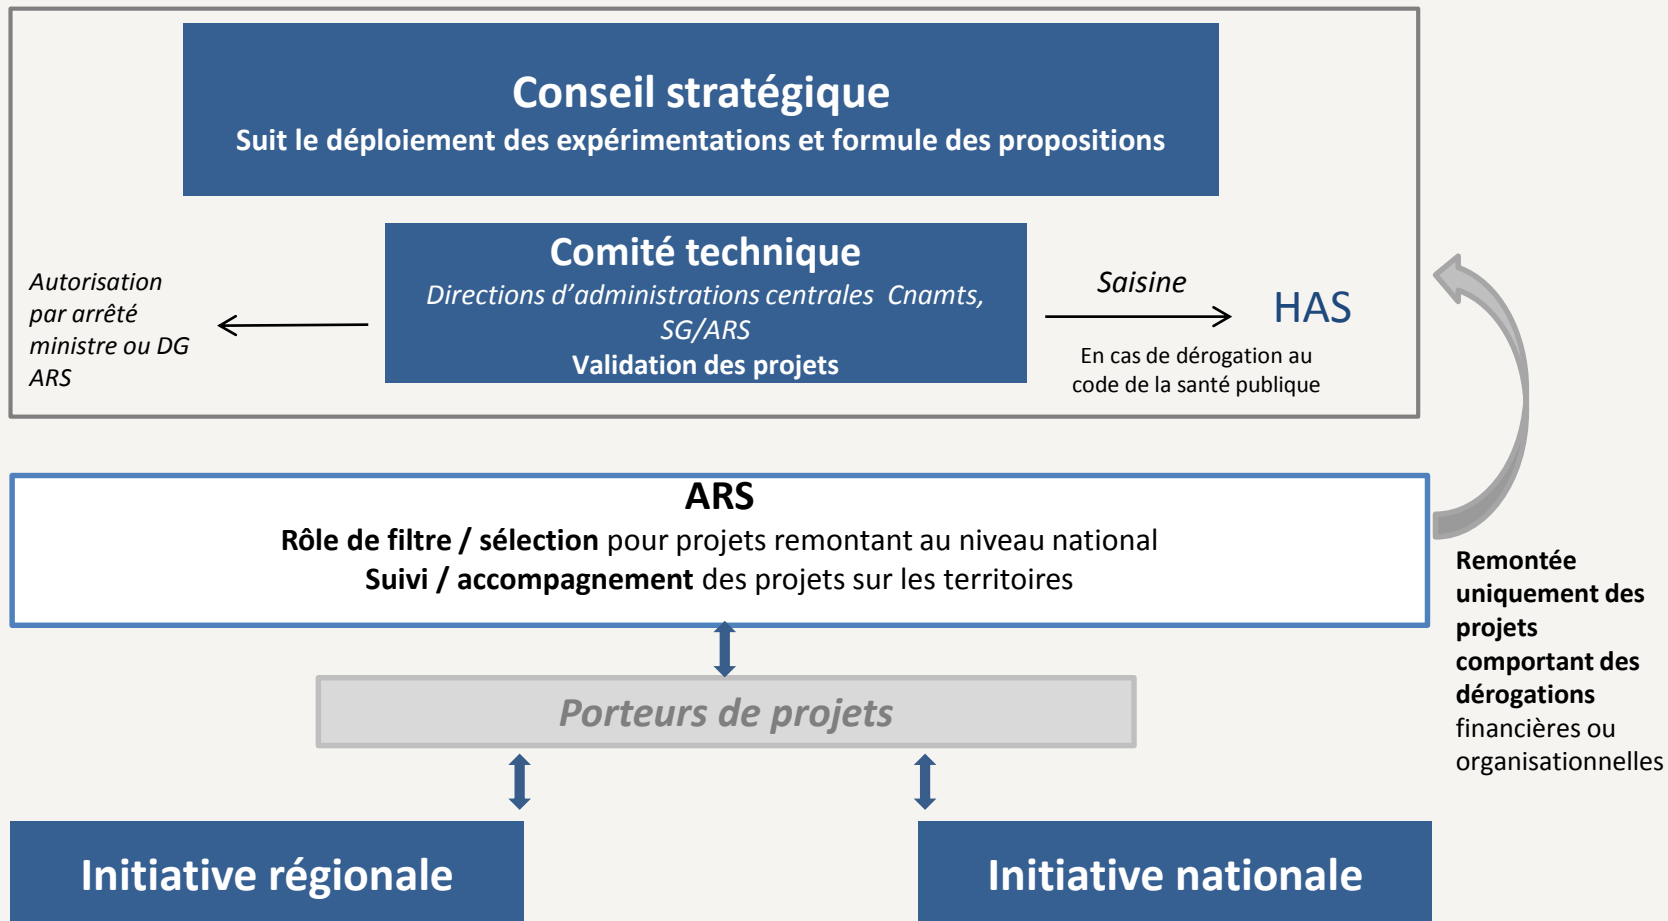 Conseil stratégique
Suit le déploiement des expérimentations et formule des propositions
Autorisation
par arrêté
ministre ou DG
ARS
Comité technique
Directions d'administrations centrales  Cnamts,
SG/ARS
Validation des projets
Saisine
HAS
En cas de dérogation au
code de la santé publique
ARS
Rôle de filtre / sélection pour projets remontant au niveau national
Suivi / accompagnement des projets sur les territoires
Remontée
uniquement des
projets
comportant des
dérogations
financières ou
organisationnelles
Porteurs de projets
Initiative régionale
Initiative nationale